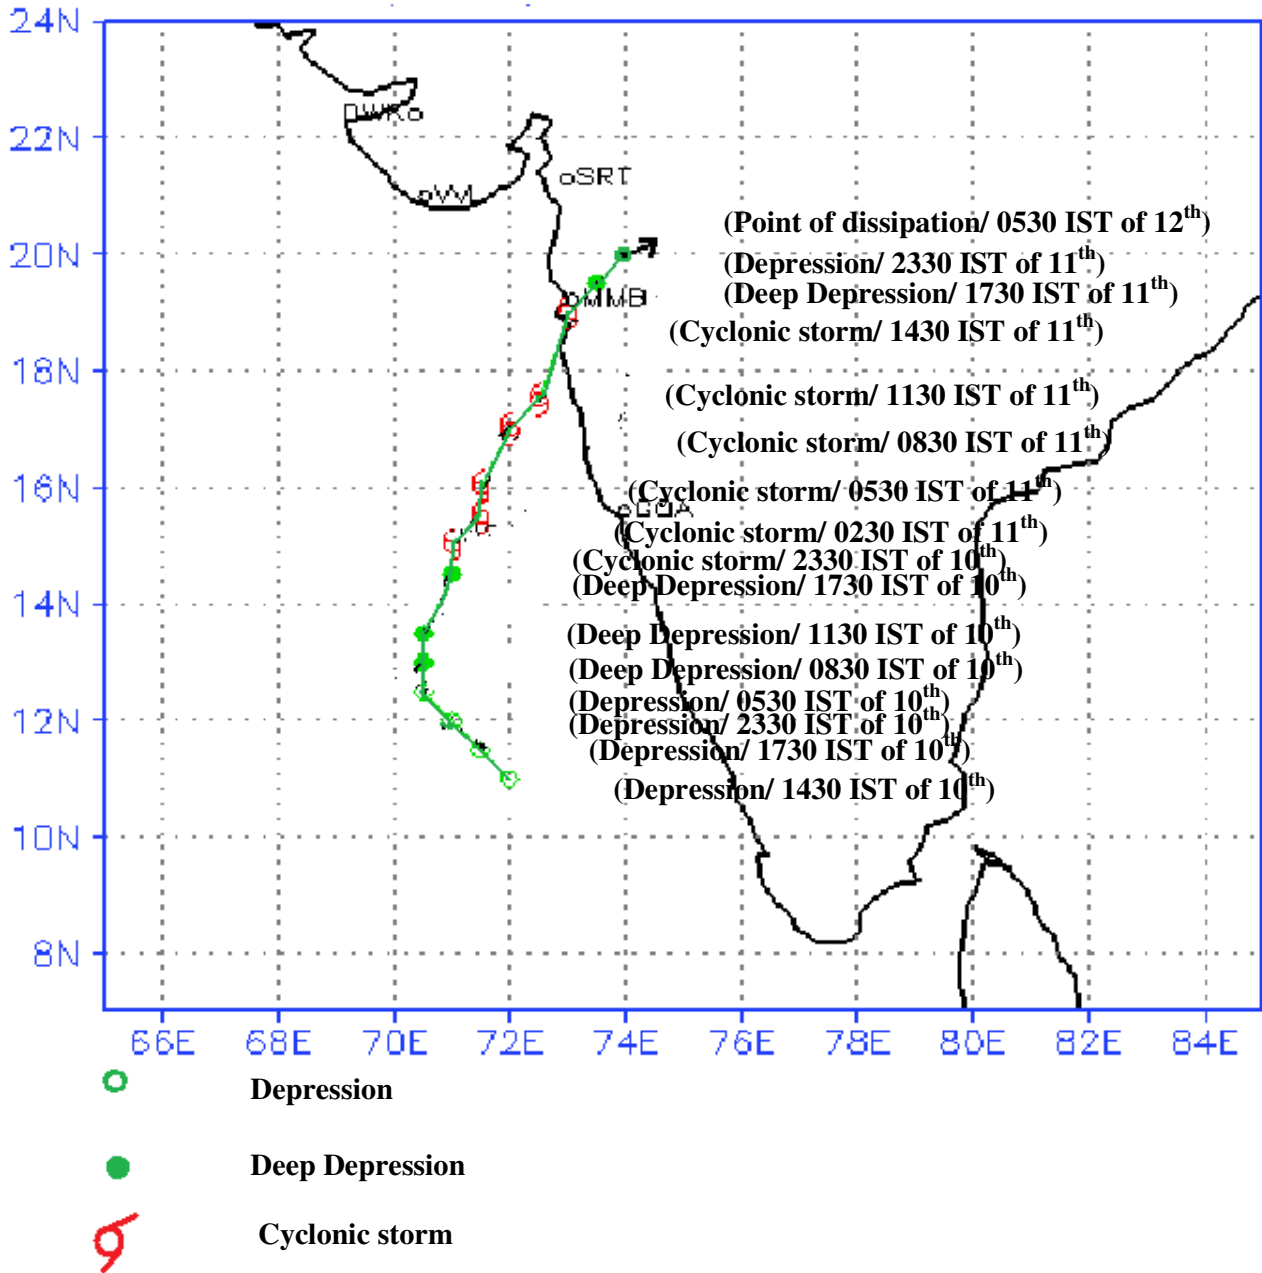 24N
DWKo
22N
oSRT
oVVL
(Point of dissipation/ 0530 IST of 12th)
20N
(Depression/ 2330 IST of 11th)
(Deep Depression/ 1730 IST of 11th)
oMMBI
(Cyclonic storm/ 1430 IST of 11th)
18N
(Cyclonic storm/ 1130 IST of 11th)
(Cyclonic storm/ 0830 IST of 11th)
16N
(Cyclonic storm/ 0530 IST of 11th)
oGOA
(Cyclonic storm/ 0230 IST of 11th)
(Cyclonic storm/ 2330 IST of 10th)
(Deep Depression/ 1730 IST of 10th)
14N
(Deep Depression/ 1130 IST of 10th)
(Deep Depression/ 0830 IST of 10th)
(Depression/ 0530 IST of 10th)
12N
(Depression/ 2330 IST of 10th)
(Depression/ 1730 IST of 10th)
(Depression/ 1430 IST of 10th)
10N
8N
66E 68E 70E 72E 74E 76E 78E 80E 82E 84E
Depression
Deep Depression
Cyclonic storm